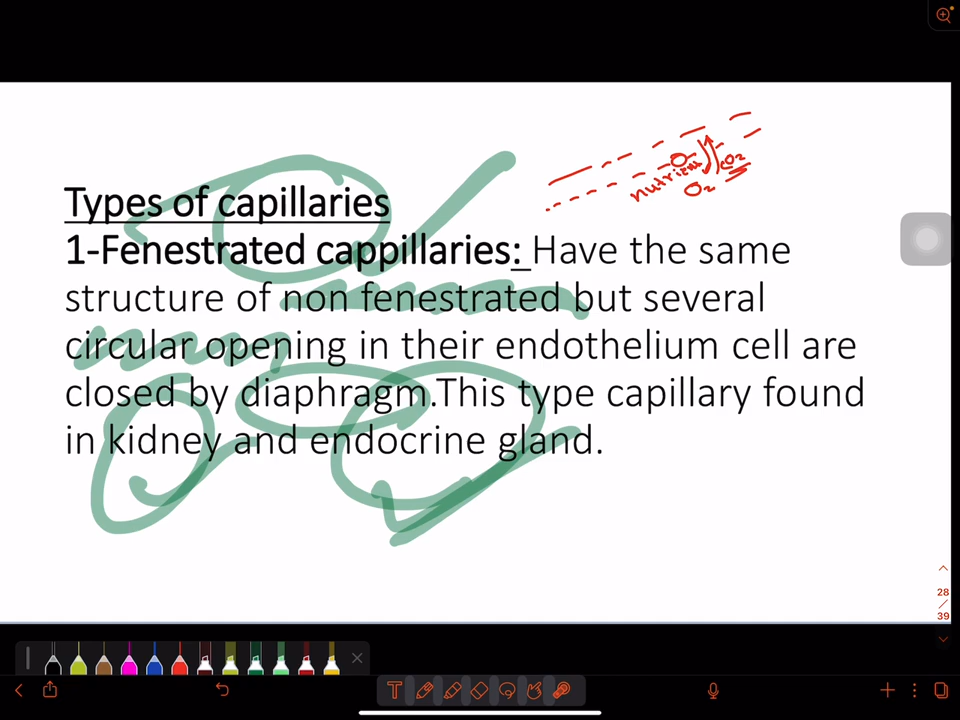 Types of capillaries
1-Fenestrated cappillaries: Have the same
structure of non fenestrated but several
circular opening in their endothelium cell are
closed by diaphragm.This type capillary found
in kidney and endocrine gland.
nutrient
O₂
CO₂
28
/
39
T